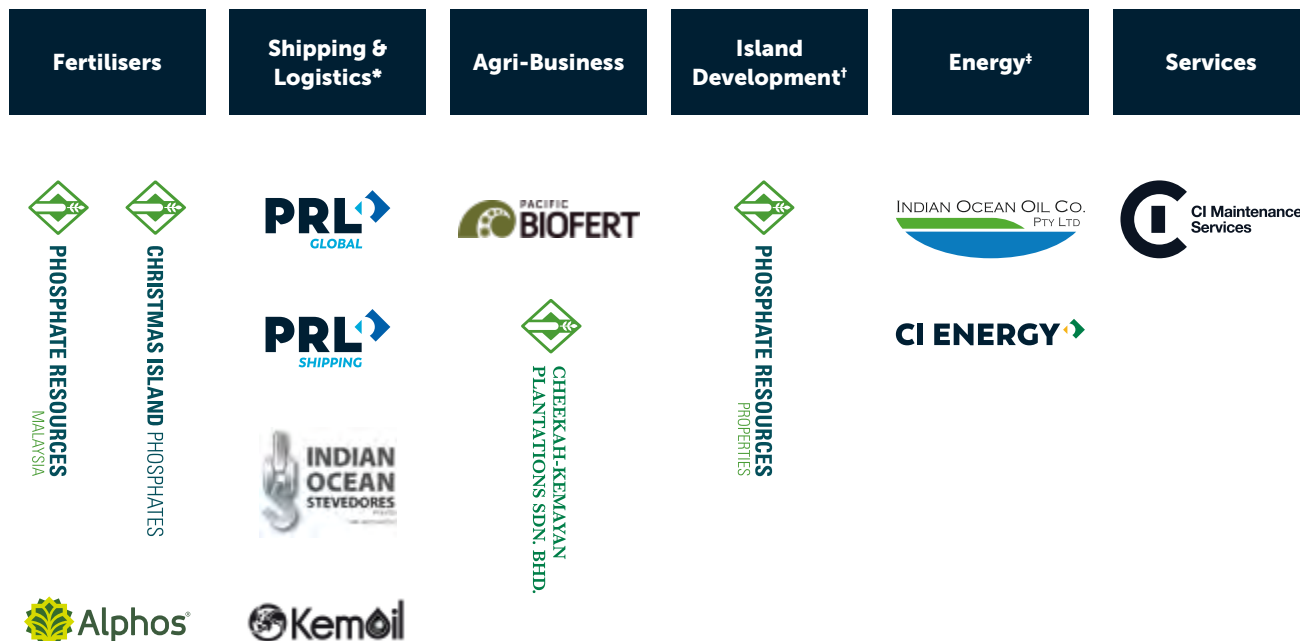 Fertilisers
Shipping &
Logistics*
Agri-Business
Island
Development†
Energy‡
Services
PHOSPHATE RESOURCES
MALAYSIA
CHRISTMAS ISLAND PHOSPHATES
Alphos®
PRL
GLOBAL
PRL
SHIPPING
INDIAN
OCEAN
STEVEDORES
Kemoil
PACIFIC
BIOFERT
CHEEKAH-KEMAYAN
PLANTATIONS SDN. BHD.
PHOSPHATE RESOURCES
PROPERTIES
INDIAN OCEAN OIL CO.
PTY LTD
CI ENERGY
CI Maintenance
Services